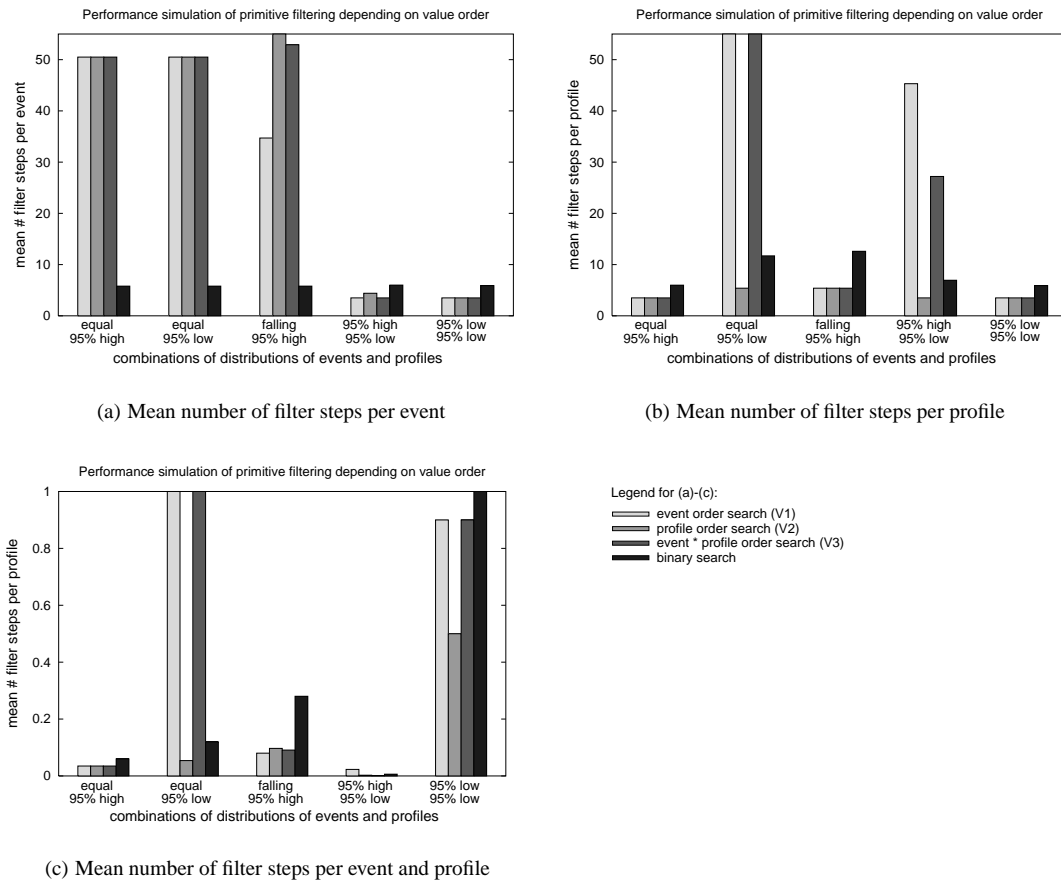 Performance simulation of primitive filtering depending on value order
mean # filter steps per event
50
40
30
20
10
0
equal
95% high
equal
95% low
falling
95% high
95% high
95% low
95% low
95% low
combinations of distributions of events and profiles
(a) Mean number of filter steps per event
Performance simulation of primitive filtering depending on value order
mean # filter steps per profile
50
40
30
20
10
0
equal
95% high
equal
95% low
falling
95% high
95% high
95% low
95% low
95% low
combinations of distributions of events and profiles
(b) Mean number of filter steps per profile
Performance simulation of primitive filtering depending on value order
mean # filter steps per profile
1
0.8
0.6
0.4
0.2
0
equal
95% high
equal
95% low
falling
95% high
95% high
95% low
95% low
95% low
combinations of distributions of events and profiles
(c) Mean number of filter steps per event and profile
Legend for (a)-(c):
event order search (V1)
profile order search (V2)
event * profile order search (V3)
binary search